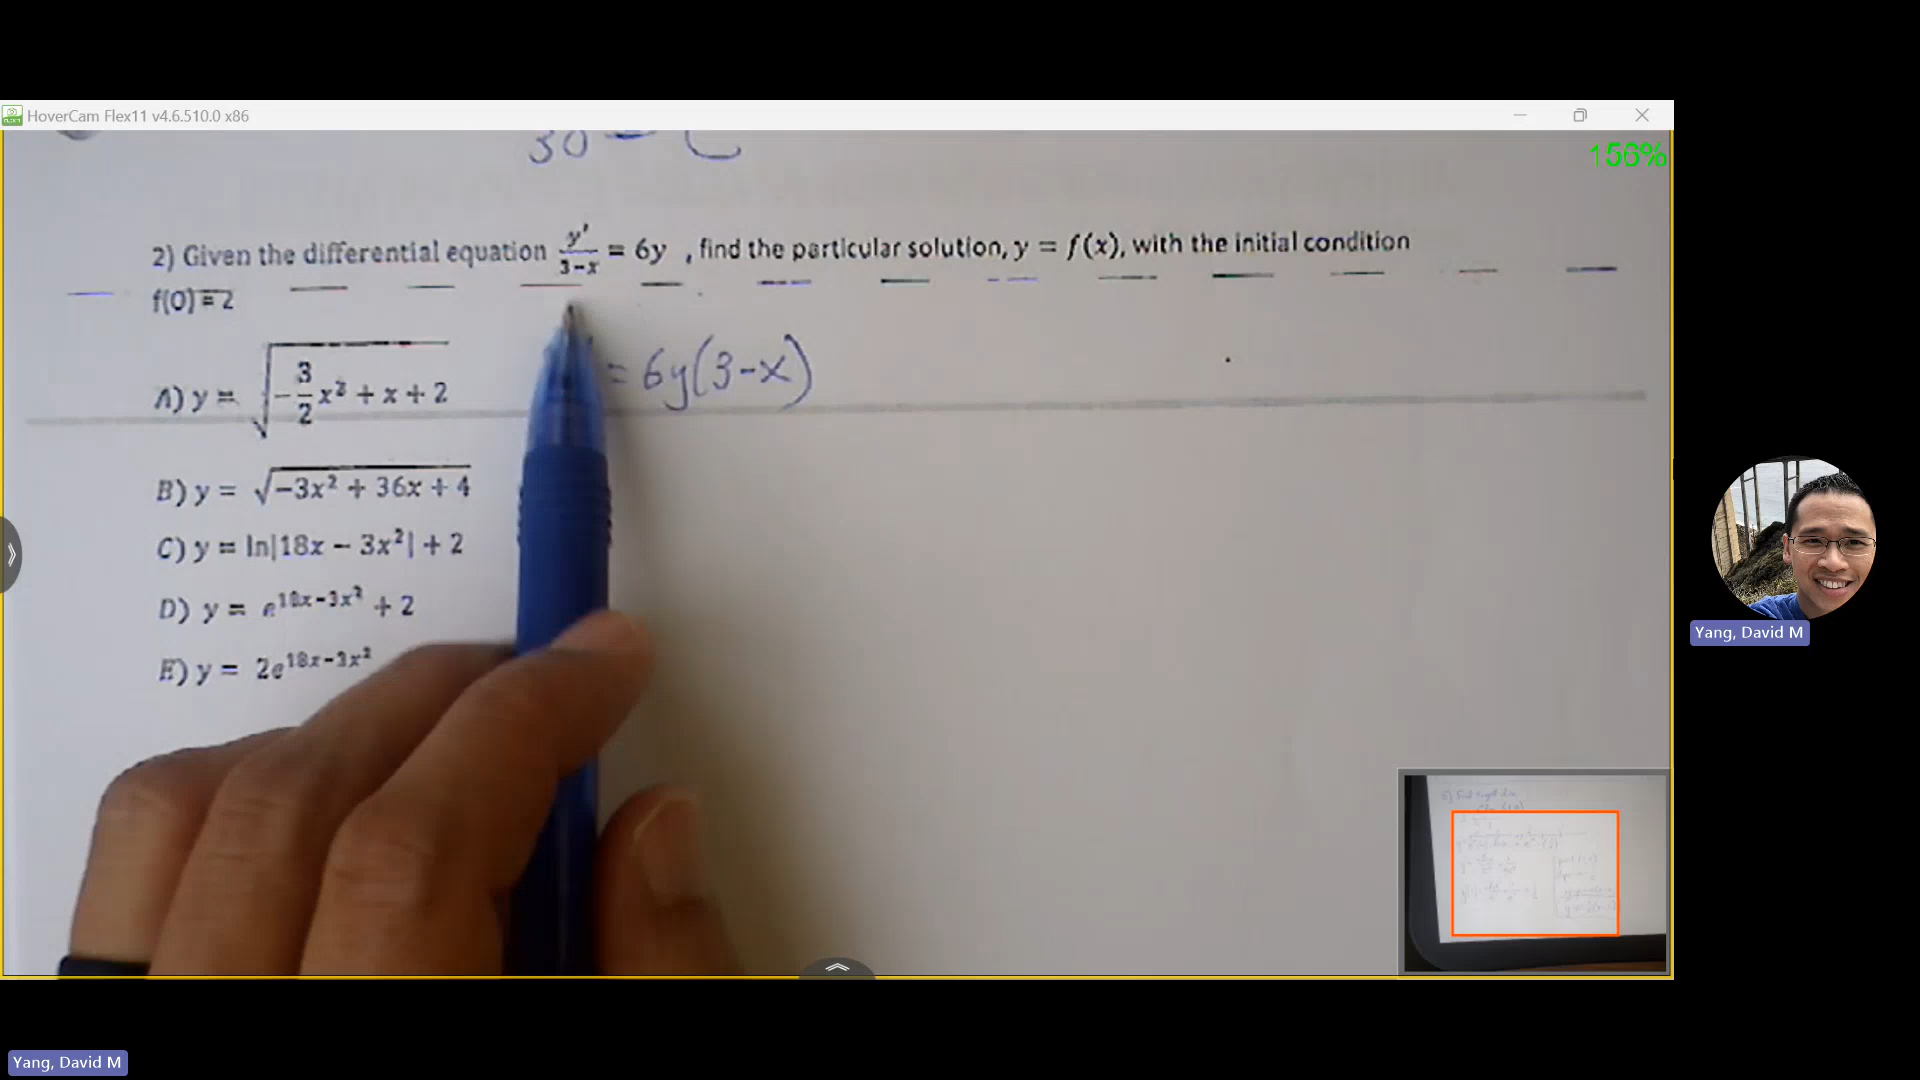 HoverCam Flex11 v4.6.510.0 x86
156%
30 =
2) Given the differential equation y'/(3-x) = 6y , find the particular solution, y = f(x), with the initial condition
f(0) = 2
= 6y(3-x)
A) y = √(-3/2 x² + x + 2)
B) y = √(-3x² + 36x + 4)
C) y = ln|18x − 3x²| + 2
D) y = e^(18x−3x²) + 2
E) y = 2e^(18x−3x²)
Yang, David M
Yang, David M